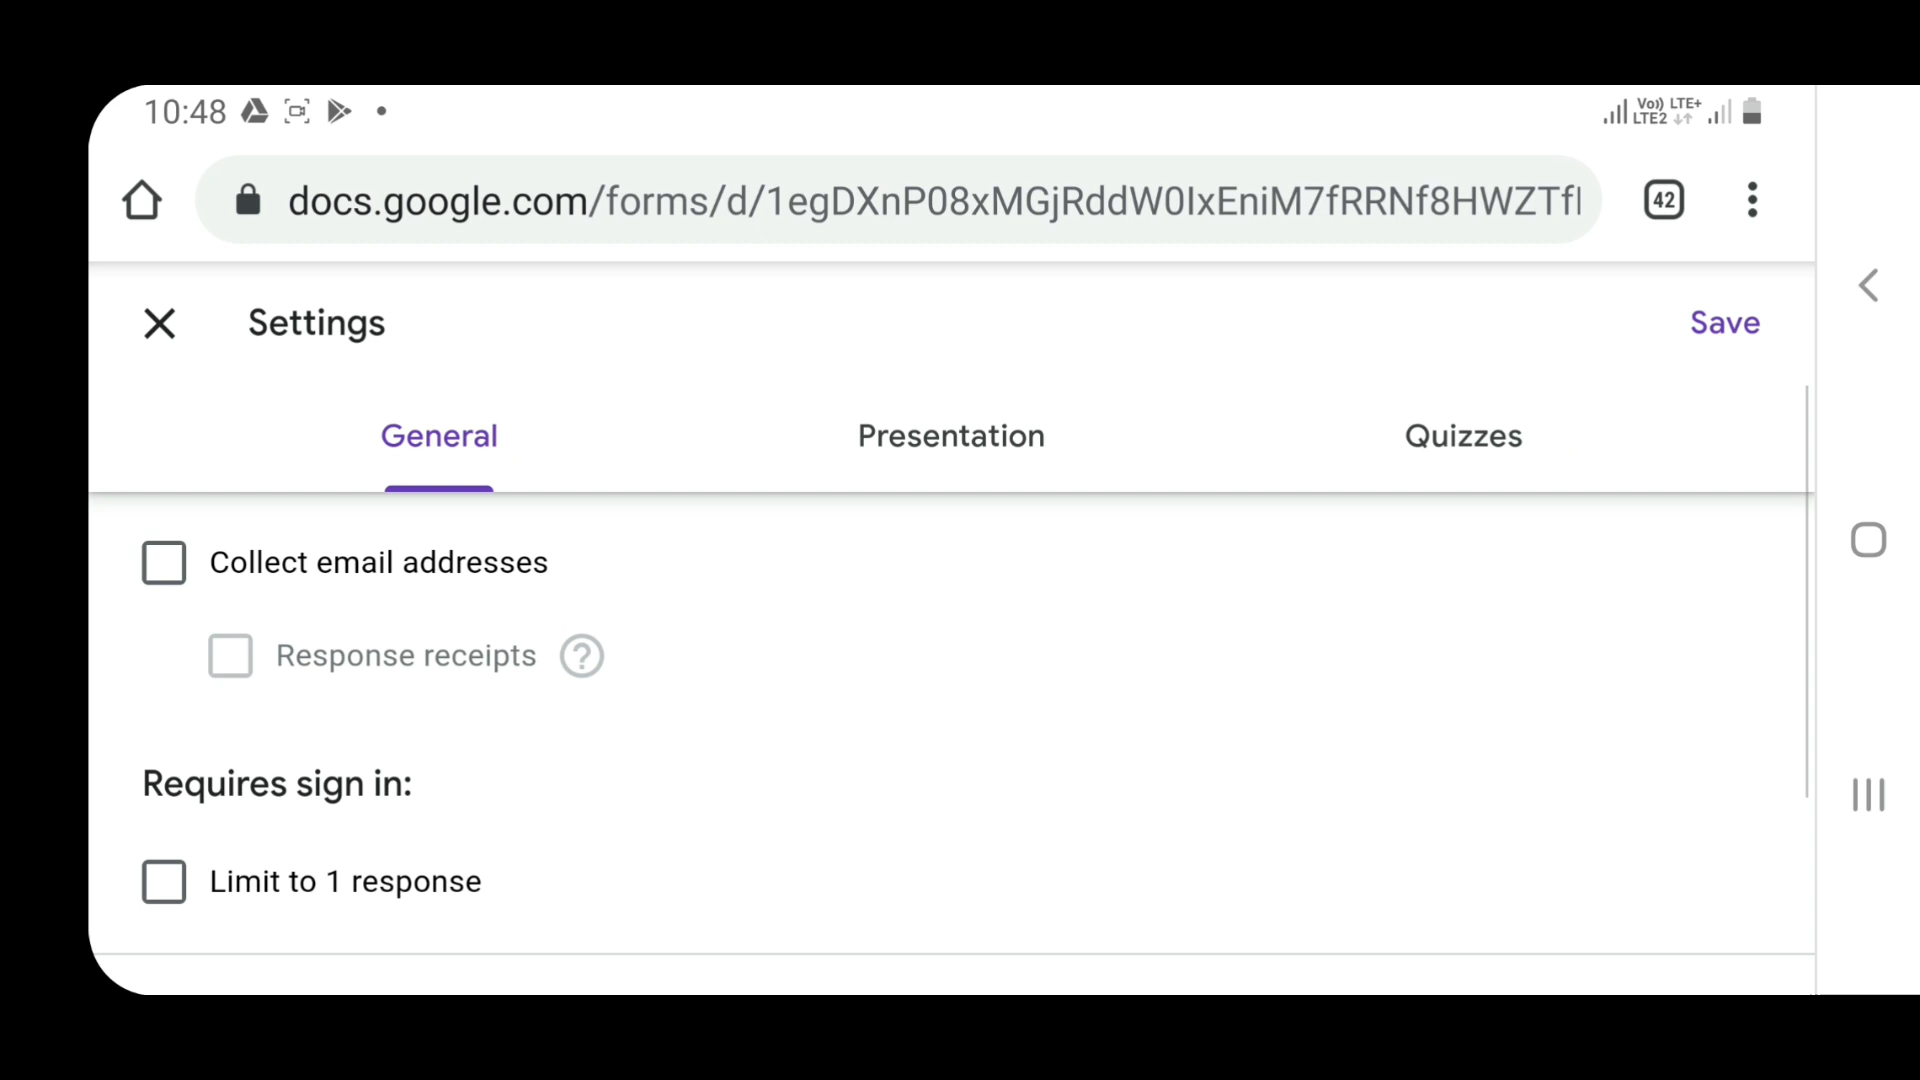 10:48
Vo)) LTE+
LTE2
docs.google.com/forms/d/1egDXnP08xMGjRddW0IxEniM7fRRNf8HWZTf
42
Settings
Save
General Presentation Quizzes
Collect email addresses
Response receipts ?
Requires sign in:
Limit to 1 response